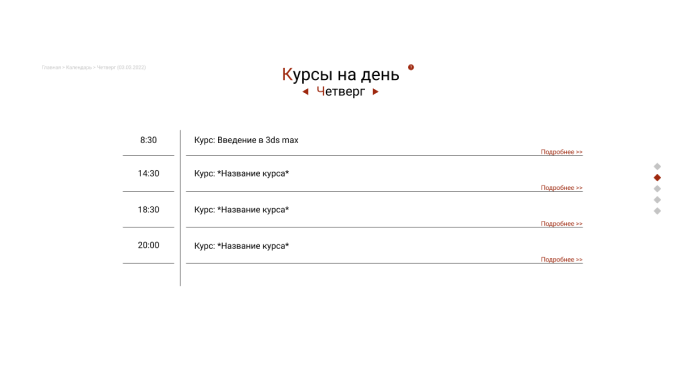 Главная > Календарь > Четверг (03.05.2022)
Курсы на день
?
Четверг
8:30 Курс: Введение в 3ds max
Подробнее >>
14:30 Курс: *Название курса*
Подробнее >>
18:30 Курс: *Название курса*
Подробнее >>
20:00 Курс: *Название курса*
Подробнее >>